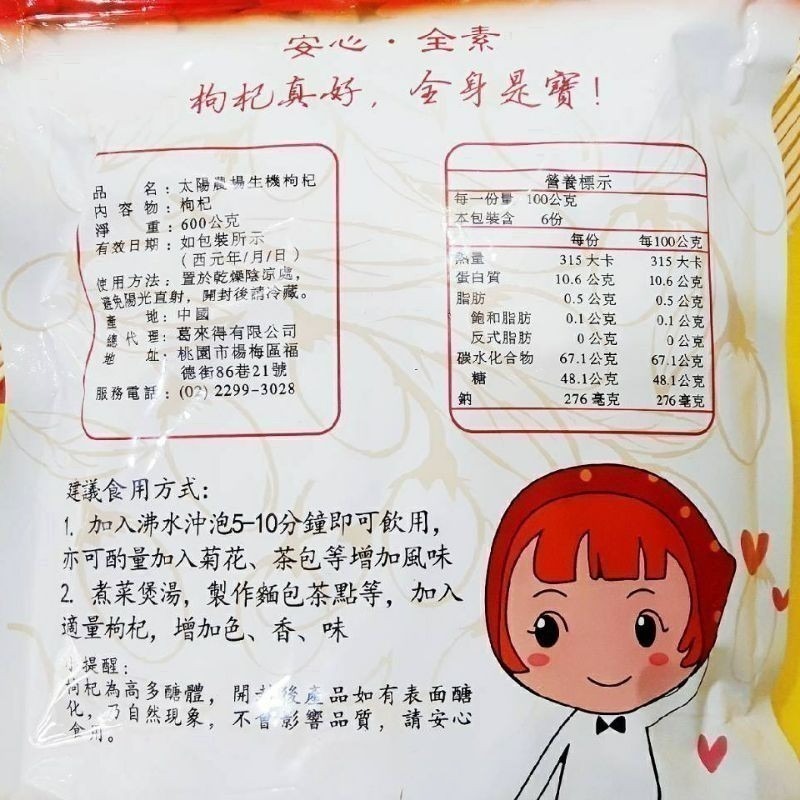 安心・全素
枸杞真好，全身是寶！
品　　名：太陽農場生機枸杞
內 容 物：枸杞
淨　　重：600公克
有效日期：如包裝所示
（西元年/月/日）
使用方法：置於乾燥陰涼處，
避免陽光直射，開封後請冷藏。
產　　地：中國
總 代 理：葛來得有限公司
地　　址：桃園市楊梅區福
德街86巷21號
服務電話：(02) 2299-3028
營養標示
每一份量 100公克
本包裝含 6份
每份 每100公克
熱量 315 大卡 315 大卡
蛋白質 10.6 公克 10.6 公克
脂肪 0.5 公克 0.5 公克
飽和脂肪 0.1 公克 0.1 公克
反式脂肪 0 公克 0 公克
碳水化合物 67.1公克 67.1公克
糖 48.1公克 48.1公克
鈉 276 毫克 276 毫克
建議食用方式：
1. 加入沸水沖泡5-10分鐘即可飲用，
亦可酌量加入菊花、茶包等增加風味
2. 煮菜煲湯，製作麵包茶點等，加入
適量枸杞，增加色、香、味
小提醒：
枸杞為高多醣體，開封後產品如有表面醣
化，乃自然現象，不會影響品質，請安心
食用。